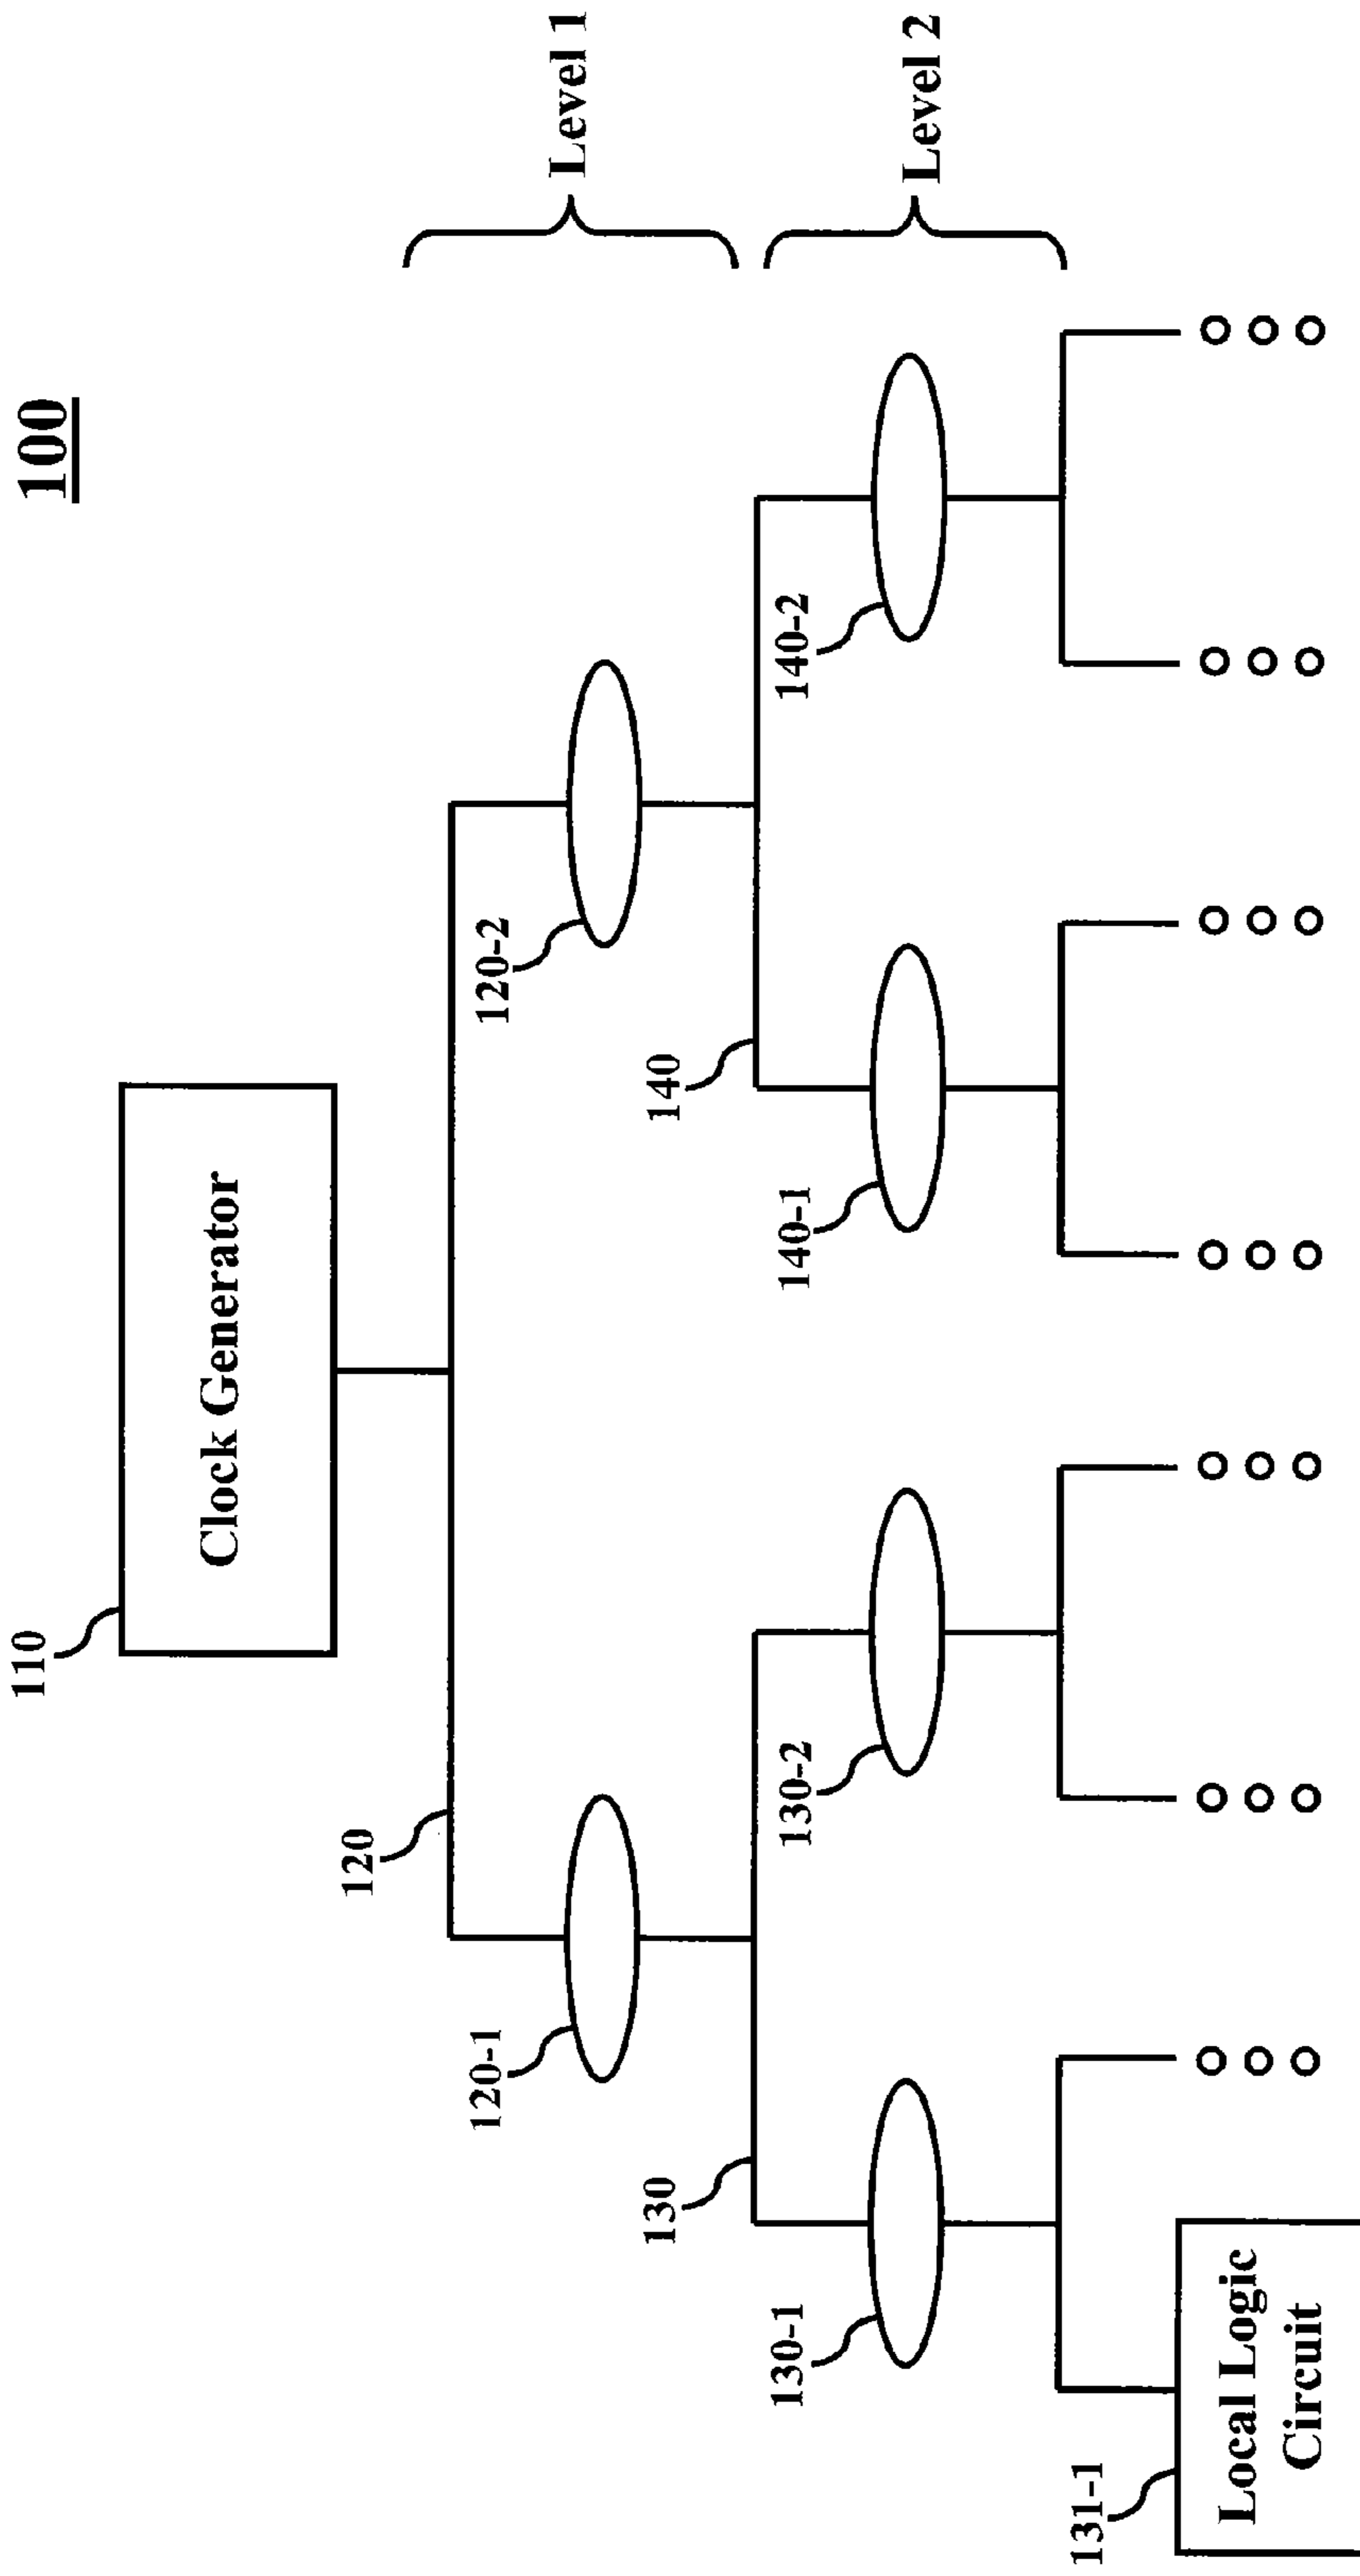 100
110
Clock Generator
120
Level 1
120-1
120-2
130
140
Level 2
130-1
130-2
140-1
140-2
131-1
Local Logic
Circuit